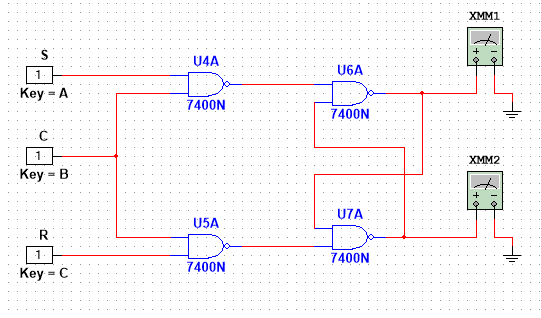 XMM1
S
1
Key = A
U4A
7400N
U6A
7400N
C
1
Key = B
XMM2
R
1
Key = C
U5A
7400N
U7A
7400N